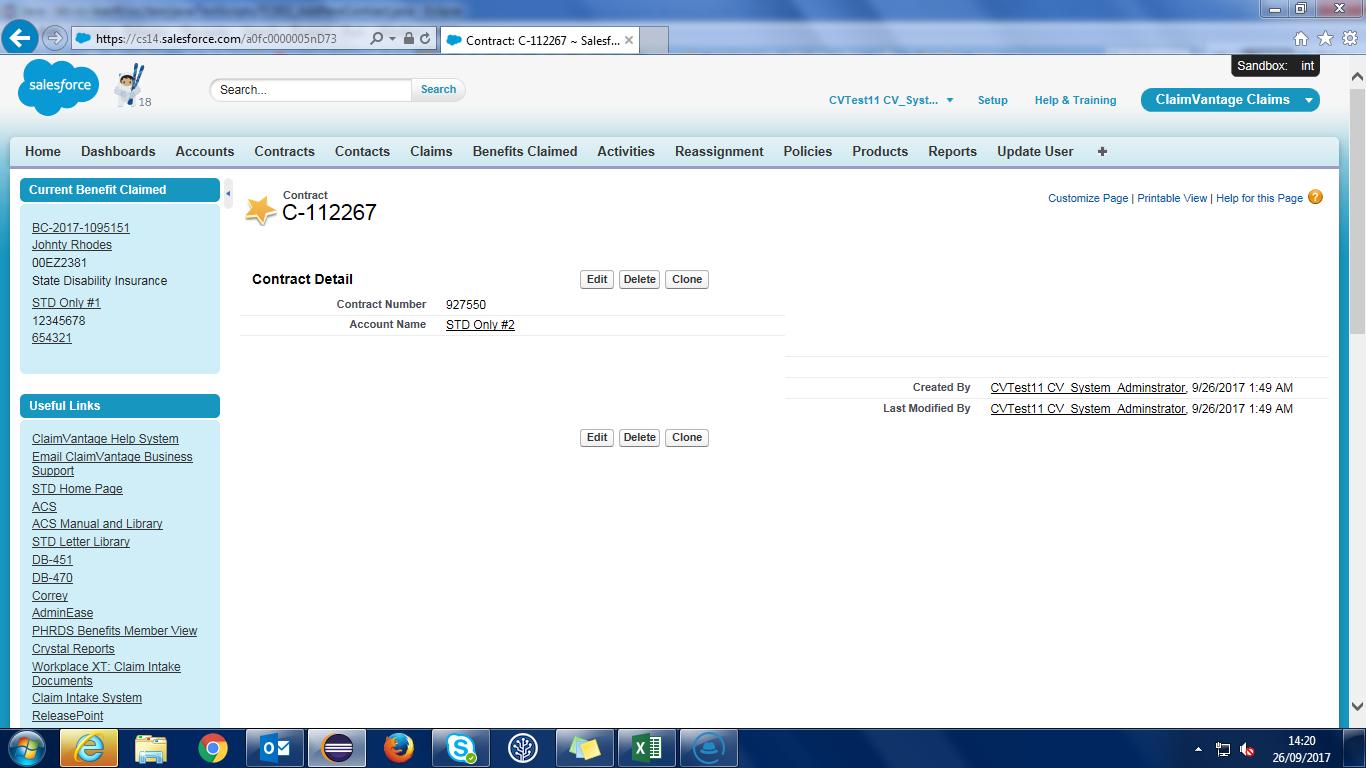 https://cs14.salesforce.com/a0fc0000005nD73
Contract: C-112267 ~ Salesf...
Sandbox: int
salesforce
18
Search...
Search
CVTest11 CV_Syst...
Setup
Help & Training
ClaimVantage Claims
Home Dashboards Accounts Contracts Contacts Claims Benefits Claimed Activities Reassignment Policies Products Reports Update User +
Current Benefit Claimed
BC-2017-1095151
Johnty Rhodes
00EZ2381
State Disability Insurance
STD Only #1
12345678
654321
Useful Links
ClaimVantage Help System
Email ClaimVantage Business
Support
STD Home Page
ACS
ACS Manual and Library
STD Letter Library
DB-451
DB-470
Correy
AdminEase
PHRDS Benefits Member View
Crystal Reports
Workplace XT: Claim Intake
Documents
Claim Intake System
ReleasePoint
Contract
C-112267
Customize Page | Printable View | Help for this Page ?
Contract Detail
Edit Delete Clone
Contract Number 927550
Account Name STD Only #2
Created By CVTest11 CV_System_Adminstrator, 9/26/2017 1:49 AM
Last Modified By CVTest11 CV_System_Adminstrator, 9/26/2017 1:49 AM
Edit Delete Clone
14:20
26/09/2017